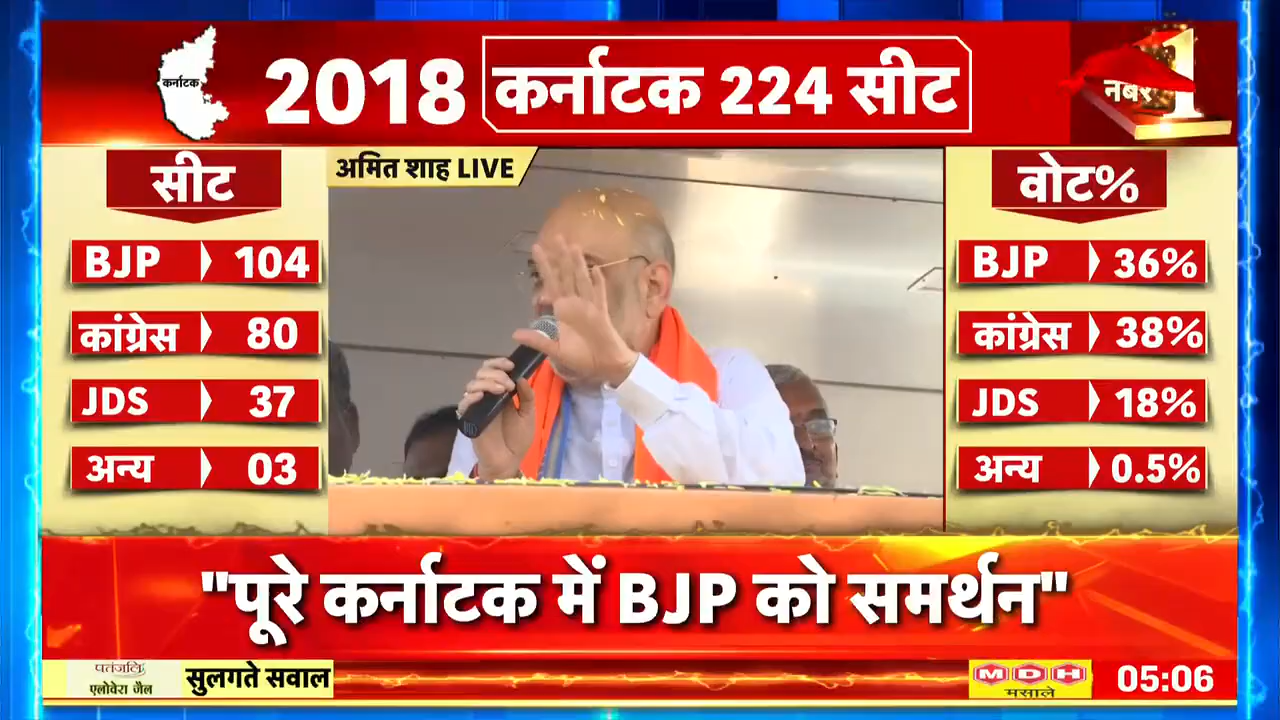 कर्नाटक
2018 कर्नाटक 224 सीट
नंबर 1
सीट
BJP 104
कांग्रेस 80
JDS 37
अन्य 03
अमित शाह LIVE
वोट%
BJP 36%
कांग्रेस 38%
JDS 18%
अन्य 0.5%
"पूरे कर्नाटक में BJP को समर्थन"
पतंजलि
एलोवेरा जैल
सुलगते सवाल
MDH
मसाले
05:06